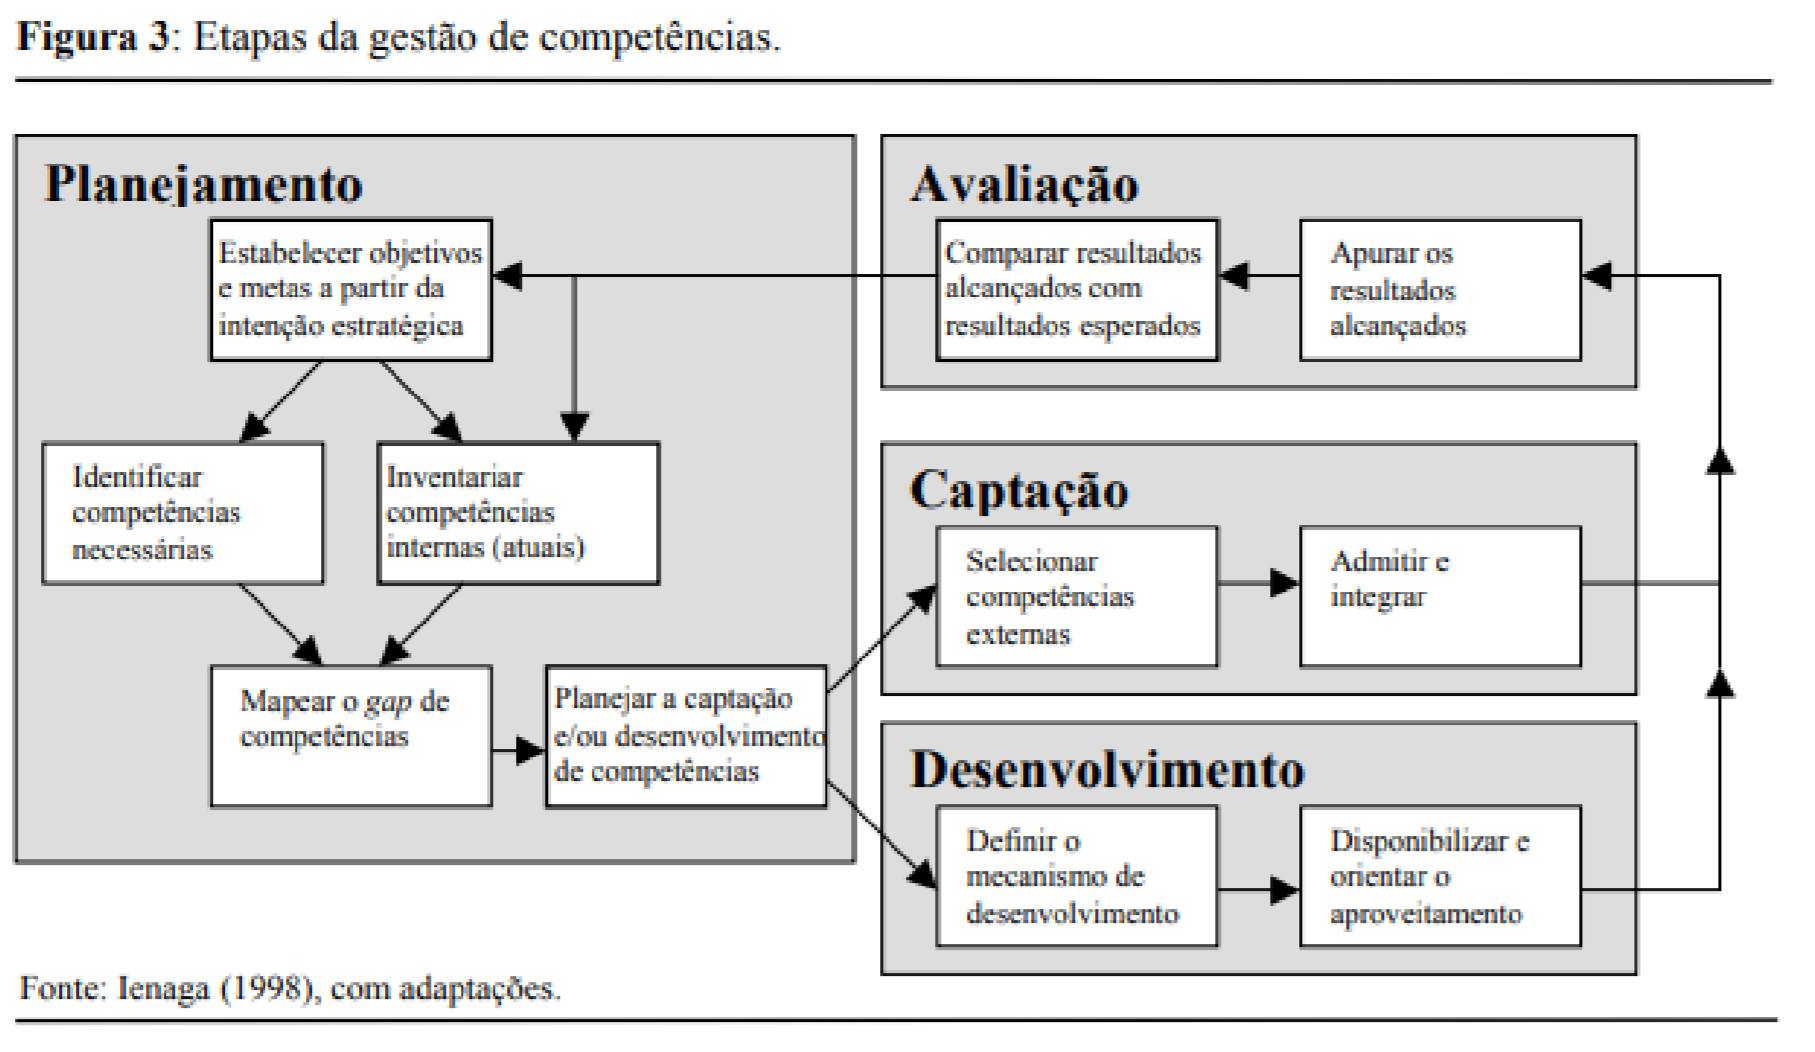 Figura 3: Etapas da gestão de competências.
Planejamento
Estabelecer objetivos
e metas a partir da
intenção estratégica
Identificar
competências
necessárias
Inventariar
competências
internas (atuais)
Mapear o gap de
competências
Planejar a captação
e/ou desenvolvimento
de competências
Avaliação
Comparar resultados
alcançados com
resultados esperados
Apurar os
resultados
alcançados
Captação
Selecionar
competências
externas
Admitir e
integrar
Desenvolvimento
Definir o
mecanismo de
desenvolvimento
Disponibilizar e
orientar o
aproveitamento
Fonte: Ienaga (1998), com adaptações.